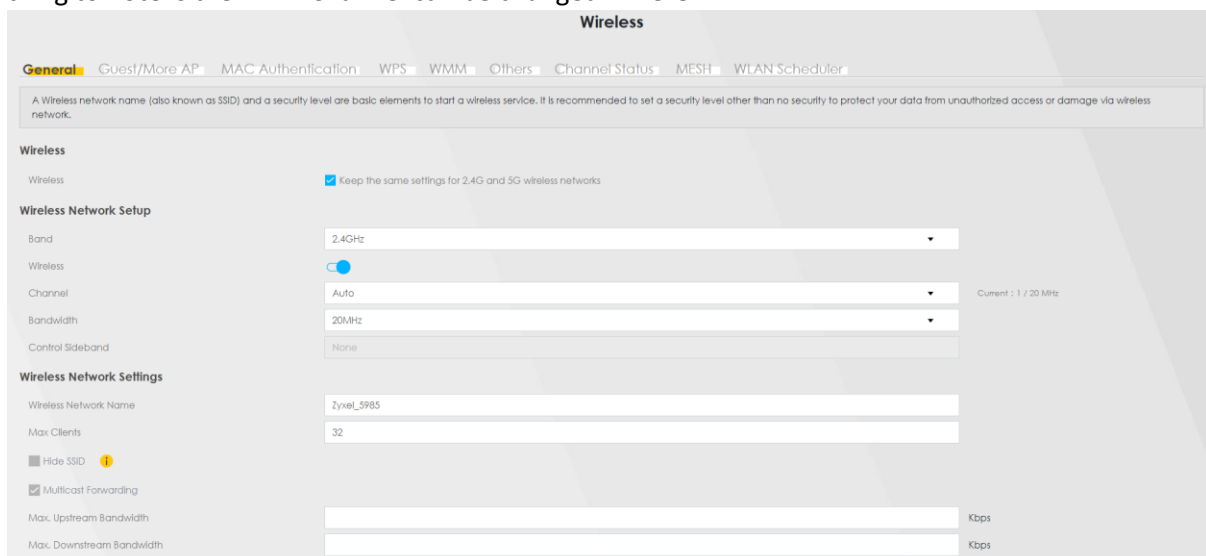 Wireless
General Guest/More AP MAC Authentication WPS WMM Others Channel Status MESH WLAN Scheduler
A Wireless network name (also known as SSID) and a security level are basic elements to start a wireless service. It is recommended to set a security level other than no security to protect your data from unauthorized access or damage via wireless
network.
Wireless
Wireless Keep the same settings for 2.4G and 5G wireless networks
Wireless Network Setup
Band 2.4GHz
Wireless
Channel Auto Current : 1 / 20 MHz
Bandwidth 20MHz
Control Sideband None
Wireless Network Settings
Wireless Network Name Zyxel_5985
Max Clients 32
Hide SSID i
Multicast Forwarding
Max. Upstream Bandwidth Kbps
Max. Downstream Bandwidth Kbps